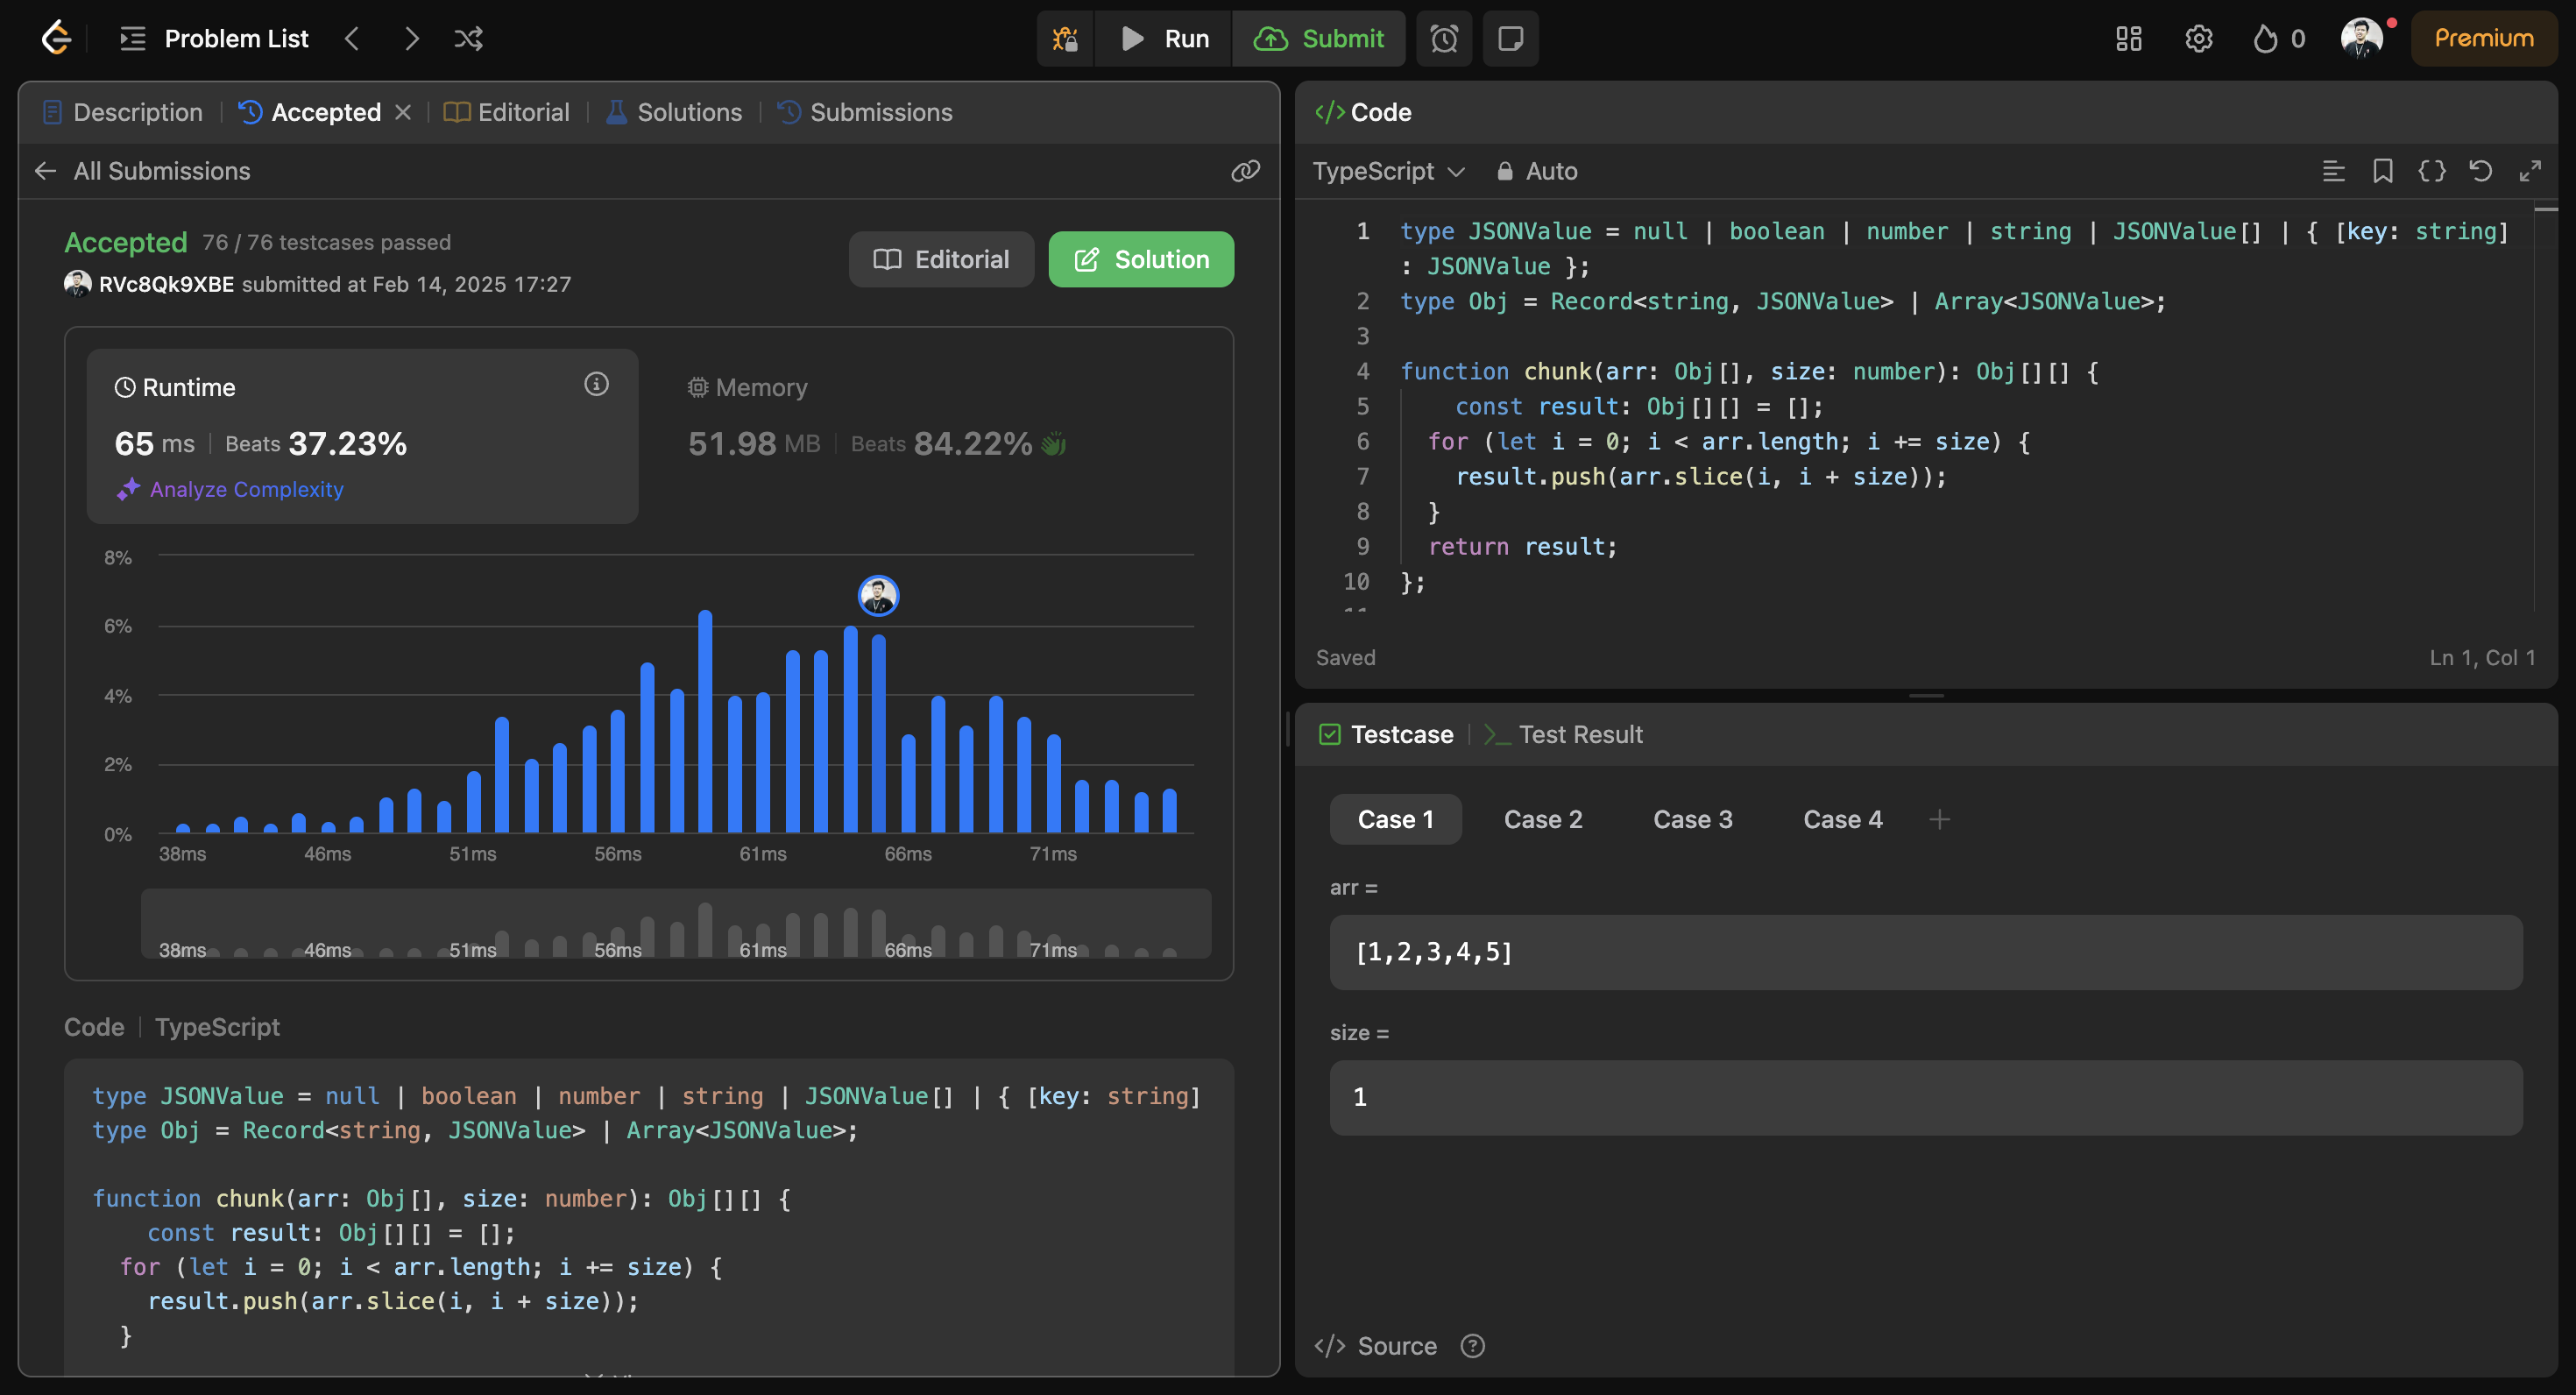 Problem List
Run
Submit
0
Premium
Description
Accepted
Editorial
Solutions
Submissions
All Submissions
Accepted 76 / 76 testcases passed
RVc8Qk9XBE submitted at Feb 14, 2025 17:27
Editorial
Solution
Runtime
65 ms | Beats 37.23%
Analyze Complexity
Memory
51.98 MB | Beats 84.22%
8%
6%
4%
2%
0%
38ms 46ms 51ms 56ms 61ms 66ms 71ms
38ms 46ms 51ms 56ms 61ms 66ms 71ms
Code | TypeScript
type JSONValue = null | boolean | number | string | JSONValue[] | { [key: string]
type Obj = Record<string, JSONValue> | Array<JSONValue>;
function chunk(arr: Obj[], size: number): Obj[][] {
const result: Obj[][] = [];
for (let i = 0; i < arr.length; i += size) {
result.push(arr.slice(i, i + size));
}
Code
TypeScript
Auto
1 type JSONValue = null | boolean | number | string | JSONValue[] | { [key: string]
: JSONValue };
2 type Obj = Record<string, JSONValue> | Array<JSONValue>;
3
4 function chunk(arr: Obj[], size: number): Obj[][] {
5 const result: Obj[][] = [];
6 for (let i = 0; i < arr.length; i += size) {
7 result.push(arr.slice(i, i + size));
8 }
9 return result;
10 };
Saved
Ln 1, Col 1
Testcase
Test Result
Case 1
Case 2
Case 3
Case 4
arr =
[1,2,3,4,5]
size =
1
Source